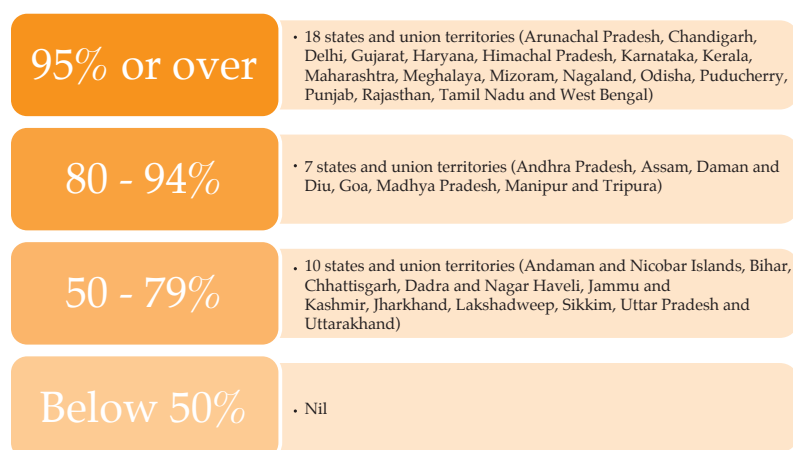 95% or over
• 18 states and union territories (Arunachal Pradesh, Chandigarh,
Delhi, Gujarat, Haryana, Himachal Pradesh, Karnataka, Kerala,
Maharashtra, Meghalaya, Mizoram, Nagaland, Odisha, Puducherry,
Punjab, Rajasthan, Tamil Nadu and West Bengal)
80 - 94%
• 7 states and union territories (Andhra Pradesh, Assam, Daman and
Diu, Goa, Madhya Pradesh, Manipur and Tripura)
50 - 79%
• 10 states and union territories (Andaman and Nicobar Islands, Bihar,
Chhattisgarh, Dadra and Nagar Haveli, Jammu and
Kashmir, Jharkhand, Lakshadweep, Sikkim, Uttar Pradesh and
Uttarakhand)
Below 50%
• Nil